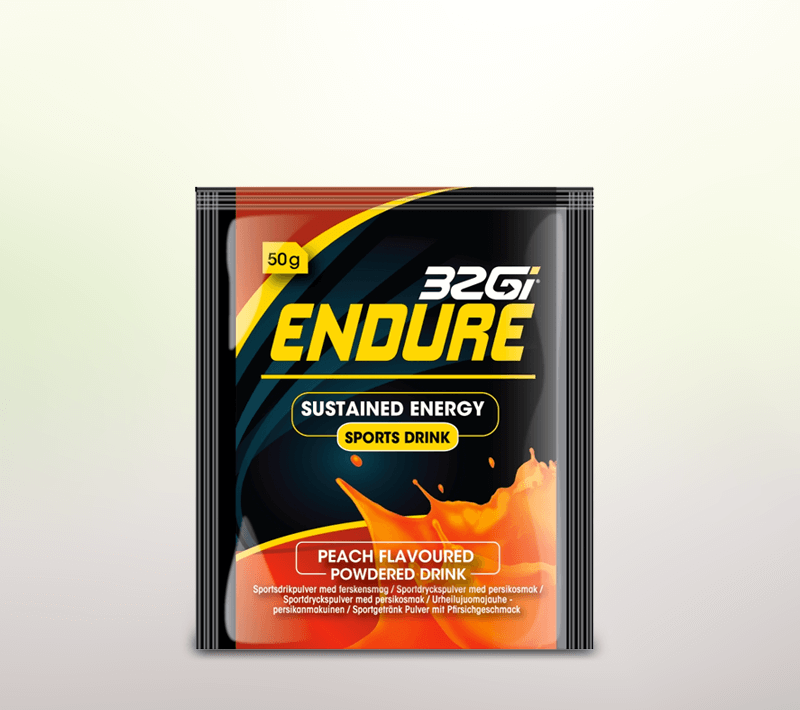 50g
32Gi
ENDURE
SUSTAINED ENERGY
SPORTS DRINK
PEACH FLAVOURED
POWDERED DRINK
Sportsdrikpulver med ferskensmag / Sportdryckspulver med persikosmak /
Sportdryckspulver med persikosmak / Urheilujuomajauhe -
persikanmakuinen / Sportgetränk Pulver mit Pfirsichgeschmack